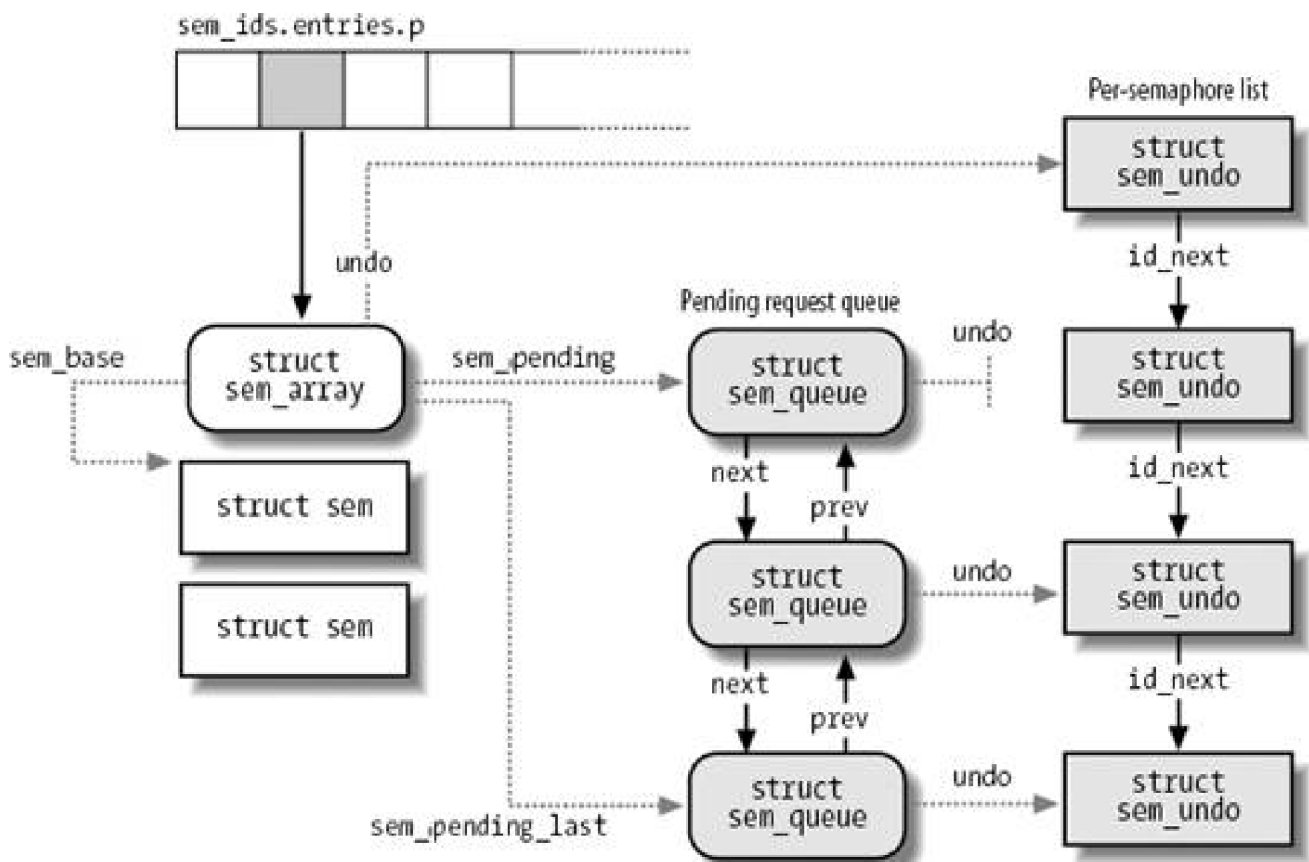 sem_ids.entries.p
Per-semaphore list
struct
sem_undo
undo
id_next
Pending request queue
sem_base
struct
sem_array
sem_pending
struct
sem_queue
undo
struct
sem_undo
next
prev
id_next
struct sem
struct
sem_queue
undo
struct
sem_undo
struct sem
next
prev
id_next
sem_pending_last
struct
sem_queue
undo
struct
sem_undo